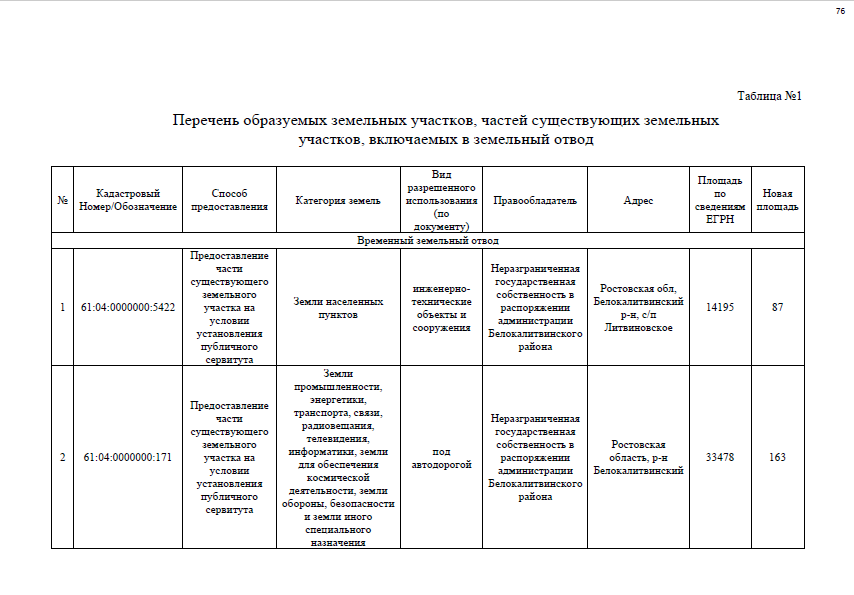 76
Таблица №1
Перечень образуемых земельных участков, частей существующих земельных
участков, включаемых в земельный отвод
№
Кадастровый
Номер/Обозначение
Способ
предоставления
Категория земель
Вид
разрешенного
использования
(по
документу)
Правообладатель
Адрес
Площадь
по
сведениям
ЕГРН
Новая
площадь
Временный земельный отвод
1
61:04:0000000:5422
Предоставление
части
существующего
земельного
участка на
условии
установления
публичного
сервитута
Земли населенных
пунктов
инженерно-
технические
объекты и
сооружения
Неразграниченная
государственная
собственность в
распоряжении
администрации
Белокалитвинского
района
Ростовская обл,
Белокалитвинский
р-н, с/п
Литвиновское
14195
87
2
61:04:0000000:171
Предоставление
части
существующего
земельного
участка на
условии
установления
публичного
сервитута
Земли
промышленности,
энергетики,
транспорта, связи,
радиовещания,
телевидения,
информатики, земли
для обеспечения
космической
деятельности, земли
обороны, безопасности
и земли иного
специального
назначения
под
автодорогой
Неразграниченная
государственная
собственность в
распоряжении
администрации
Белокалитвинского
района
Ростовская
область, р-н
Белокалитвинский
33478
163